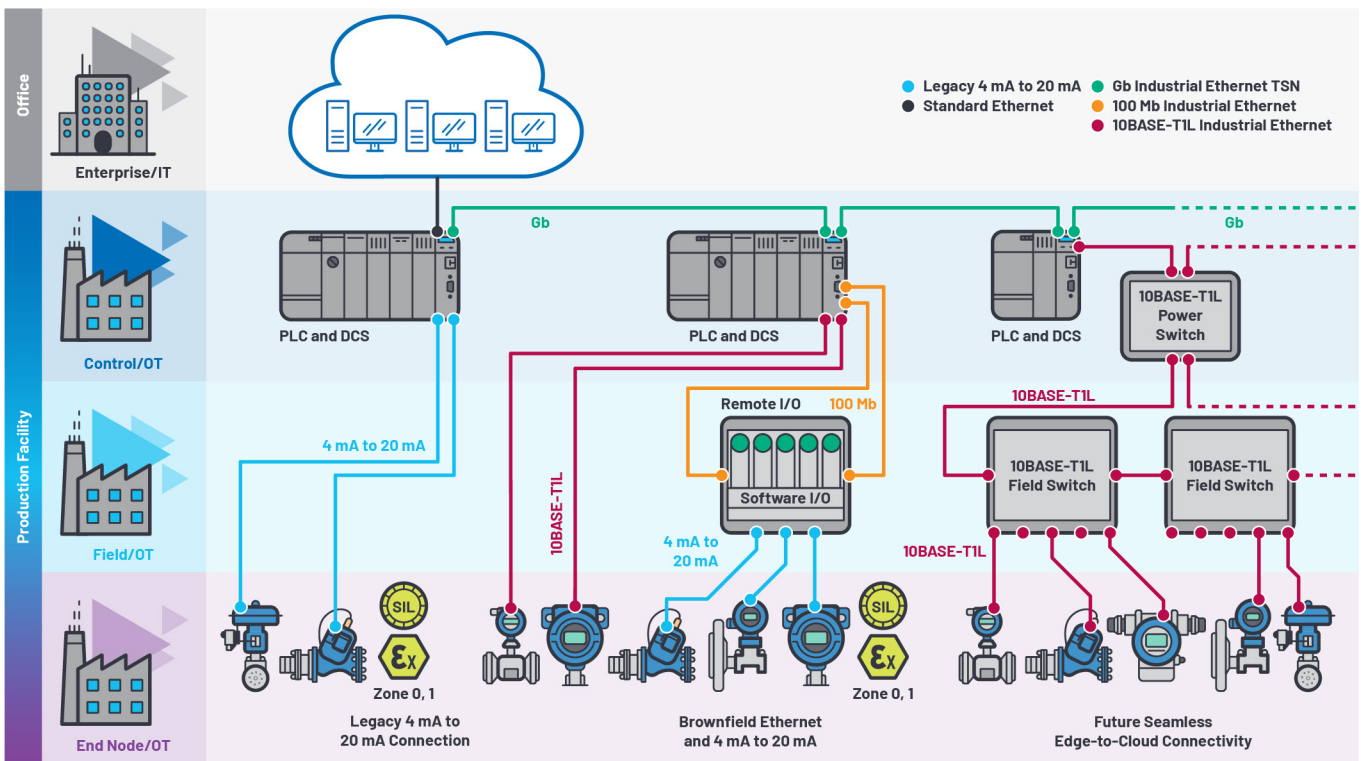 Office
Enterprise/IT
Legacy 4 mA to 20 mA
Standard Ethernet
Gb Industrial Ethernet TSN
100 Mb Industrial Ethernet
10BASE-T1L Industrial Ethernet
Production Facility
Control/OT
Gb
Gb
PLC and DCS
PLC and DCS
PLC and DCS
10BASE-T1L
Power
Switch
Field/OT
4 mA to 20 mA
10BASE-T1L
Remote I/O
100 Mb
Software I/O
4 mA to
20 mA
10BASE-T1L
10BASE-T1L
Field Switch
10BASE-T1L
Field Switch
10BASE-T1L
End Node/OT
SIL
εx
Zone 0, 1
SIL
εx
Zone 0, 1
Legacy 4 mA to
20 mA Connection
Brownfield Ethernet
and 4 mA to 20 mA
Future Seamless
Edge-to-Cloud Connectivity